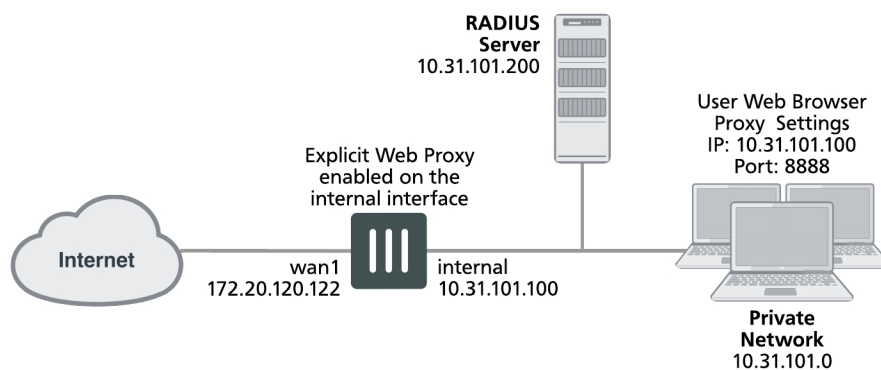 RADIUS
Server
10.31.101.200
User Web Browser
Proxy Settings
IP: 10.31.101.100
Port: 8888
Explicit Web Proxy
enabled on the
internal interface
Internet
wan1
172.20.120.122
internal
10.31.101.100
Private
Network
10.31.101.0